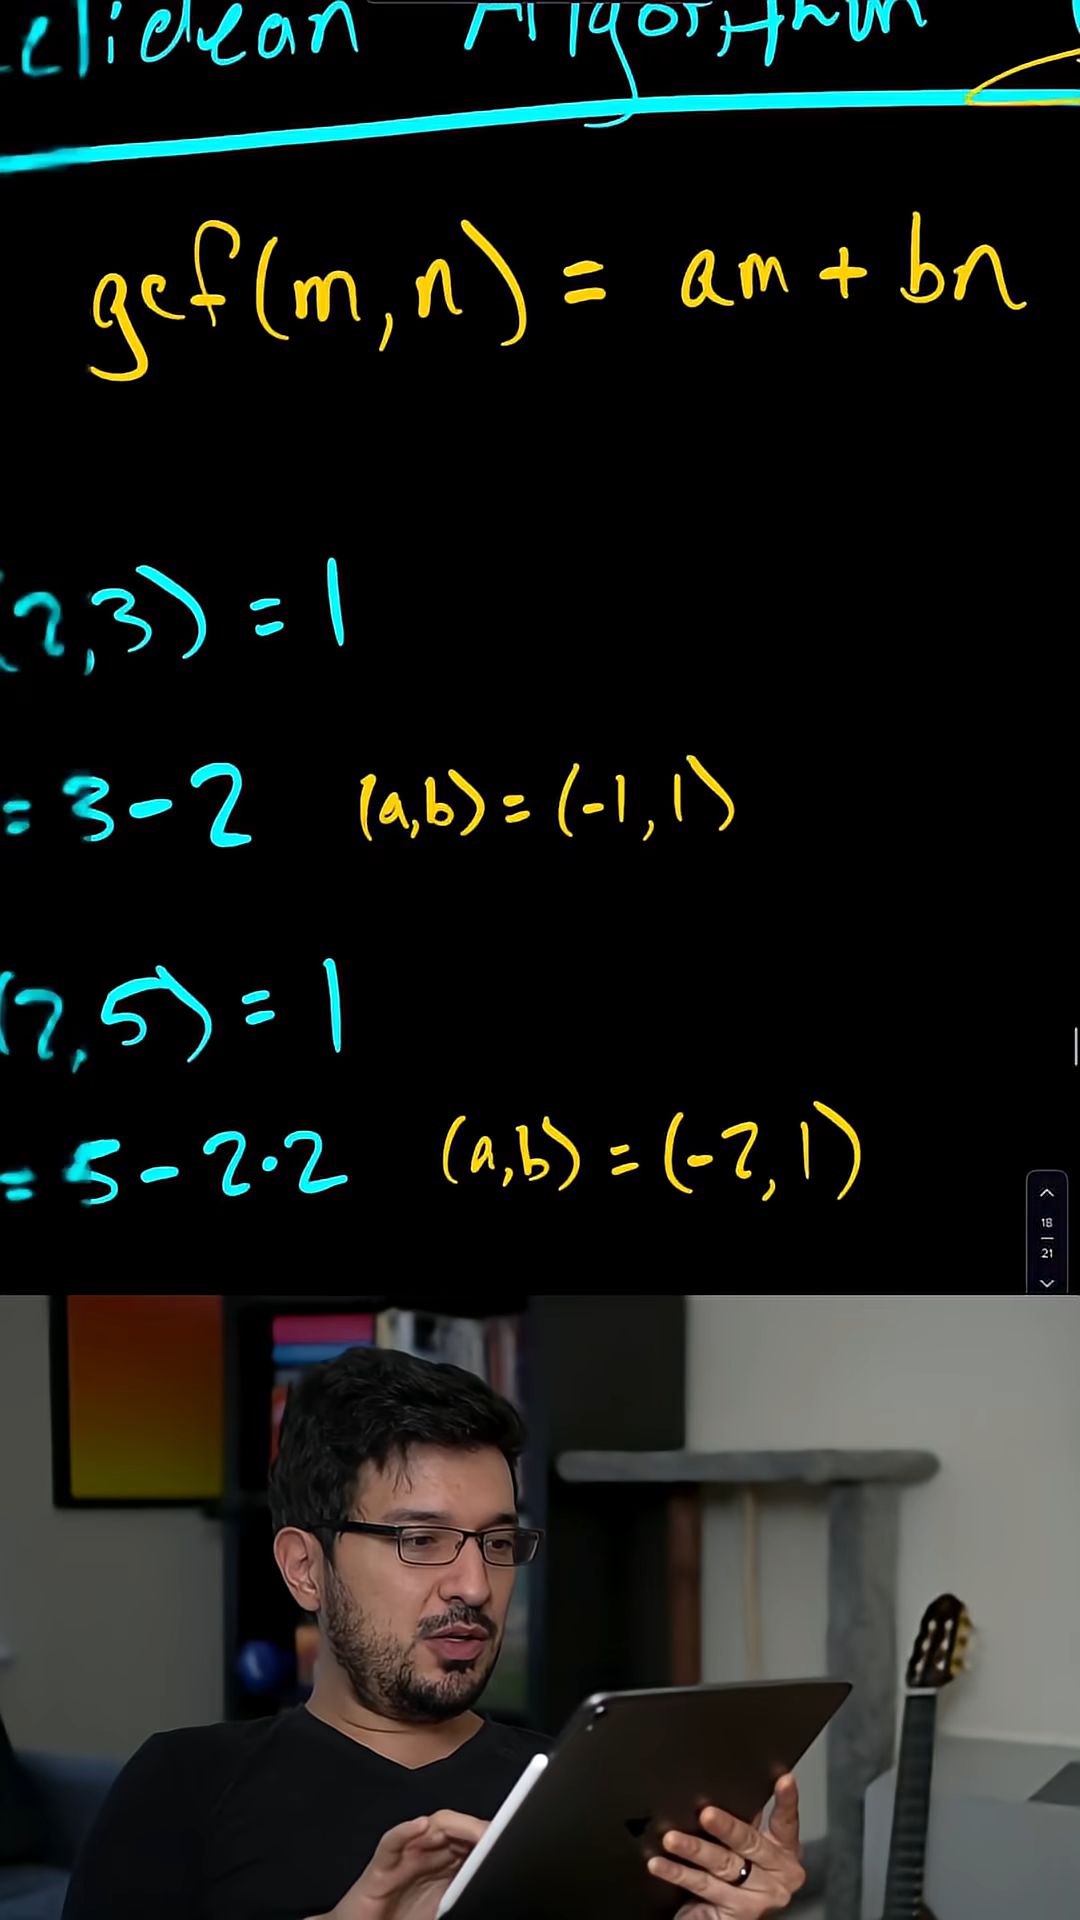 Algorithm
gcf(m,n) = am + bn
(2,3) = 1
= 3 - 2 (a,b) = (-1,1)
(2,5) = 1
= 5 - 2·2 (a,b) = (-2,1)
18
21